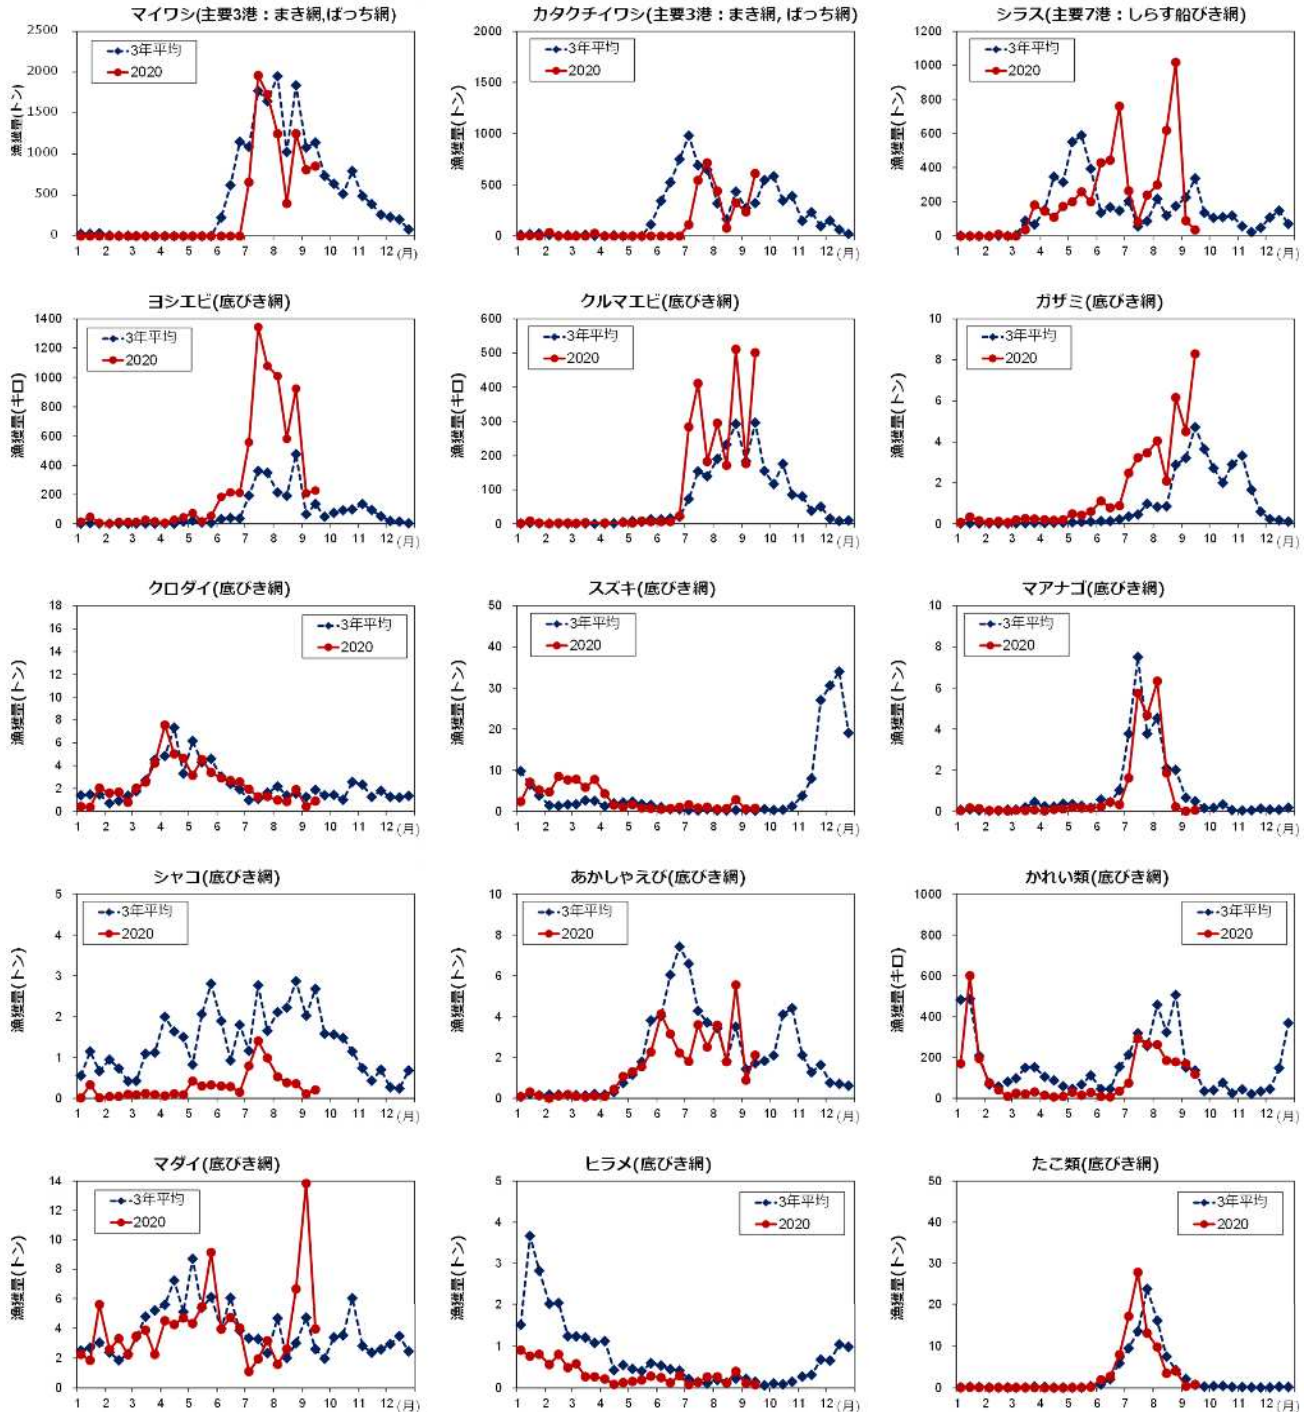 マイワシ(主要3港：まき網,ばっち網)
漁獲量(トン)
2500
2000
1500
1000
500
0
3年平均
2020
1 2 3 4 5 6 7 8 9 10 11 12 (月)
カタクチイワシ(主要3港：まき網, ばっち網)
漁獲量(トン)
2000
1500
1000
500
0
3年平均
2020
1 2 3 4 5 6 7 8 9 10 11 12 (月)
シラス(主要7港：しらす船びき網)
漁獲量(トン)
1200
1000
800
600
400
200
0
3年平均
2020
1 2 3 4 5 6 7 8 9 10 11 12 (月)
ヨシエビ(底びき網)
漁獲量(キロ)
1400
1200
1000
800
600
400
200
0
3年平均
2020
1 2 3 4 5 6 7 8 9 10 11 12 (月)
クルマエビ(底びき網)
漁獲量(キロ)
600
500
400
300
200
100
0
3年平均
2020
1 2 3 4 5 6 7 8 9 10 11 12 (月)
ガザミ(底びき網)
漁獲量(トン)
10
8
6
4
2
0
3年平均
2020
1 2 3 4 5 6 7 8 9 10 11 12 (月)
クロダイ(底びき網)
漁獲量(トン)
18
16
14
12
10
8
6
4
2
0
3年平均
2020
1 2 3 4 5 6 7 8 9 10 11 12 (月)
スズキ(底びき網)
漁獲量(トン)
50
40
30
20
10
0
3年平均
2020
1 2 3 4 5 6 7 8 9 10 11 12 (月)
マアナゴ(底びき網)
漁獲量(トン)
10
8
6
4
2
0
3年平均
2020
1 2 3 4 5 6 7 8 9 10 11 12 (月)
シャコ(底びき網)
漁獲量(トン)
5
4
3
2
1
0
3年平均
2020
1 2 3 4 5 6 7 8 9 10 11 12 (月)
あかしゃえび(底びき網)
漁獲量(トン)
10
8
6
4
2
0
3年平均
2020
1 2 3 4 5 6 7 8 9 10 11 12 (月)
かれい類(底びき網)
漁獲量(キロ)
1000
800
600
400
200
0
3年平均
2020
1 2 3 4 5 6 7 8 9 10 11 12 (月)
マダイ(底びき網)
漁獲量(トン)
14
12
10
8
6
4
2
0
3年平均
2020
1 2 3 4 5 6 7 8 9 10 11 12 (月)
ヒラメ(底びき網)
漁獲量(トン)
5
4
3
2
1
0
3年平均
2020
1 2 3 4 5 6 7 8 9 10 11 12 (月)
たこ類(底びき網)
漁獲量(トン)
50
40
30
20
10
0
3年平均
2020
1 2 3 4 5 6 7 8 9 10 11 12 (月)